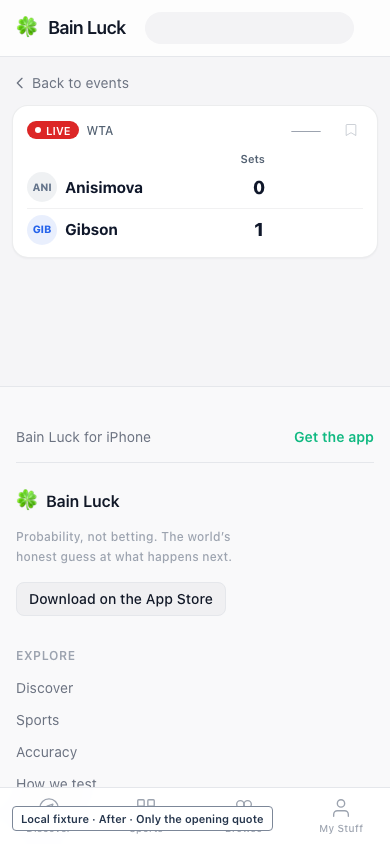 Bain Luck
Back to events
LIVE WTA
Sets
ANI Anisimova 0
GIB Gibson 1
Bain Luck for iPhone Get the app
Bain Luck
Probability, not betting. The world's
honest guess at what happens next.
Download on the App Store
EXPLORE
Discover
Sports
Accuracy
How we test
Local fixture · After · Only the opening quote
My Stuff